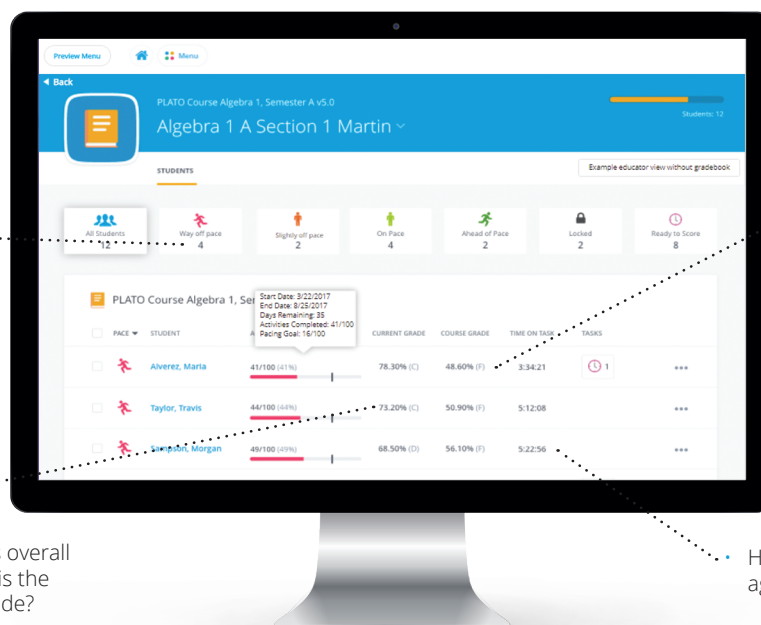 Preview Menu
Menu
Back
PLATO Course Algebra 1, Semester A v5.0
Algebra 1 A Section 1 Martin
Students: 12
STUDENTS
Example educator view without gradebook
All Students
12
Way off pace
4
Slightly off pace
2
On Pace
4
Ahead of Pace
2
Locked
2
Ready to Score
8
PLATO Course Algebra 1, Se
Start Date: 3/22/2017
End Date: 8/25/2017
Days Remaining: 35
Activities Completed: 41/100
Pacing Goal: 16/100
PACE STUDENT A CURRENT GRADE COURSE GRADE TIME ON TASK TASKS
Alverez, Maria 41/100 (41%) 78.30% (C) 48.60% (F) 3:34:21 1
Taylor, Travis 44/100 (44%) 73.20% (C) 50.90% (F) 5:12:08
Sampson, Morgan 49/100 (49%) 68.50% (D) 56.10% (F) 5:22:56
overall
is the
de?
H
ag